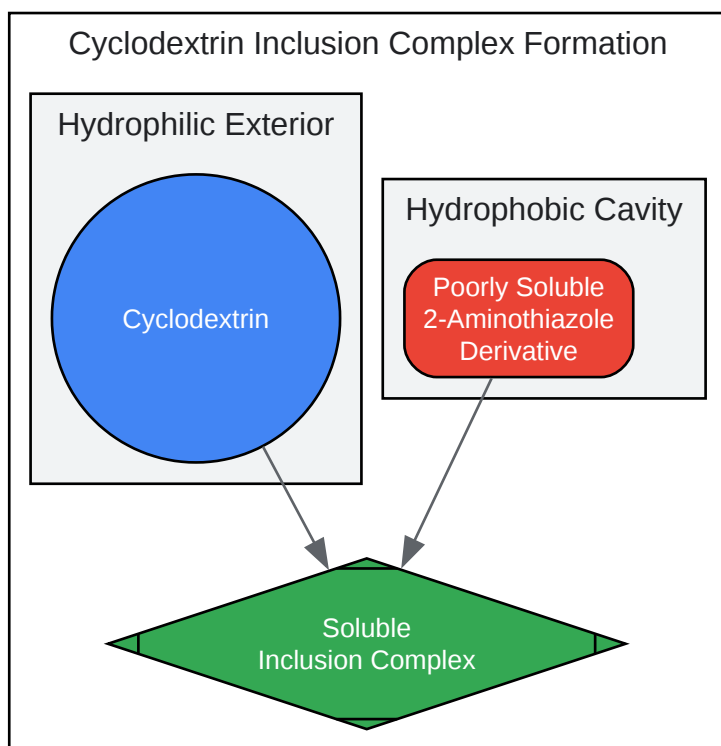 Cyclodextrin Inclusion Complex Formation
Hydrophilic Exterior
Cyclodextrin
Hydrophobic Cavity
Poorly Soluble
2-Aminothiazole
Derivative
Soluble
Inclusion Complex